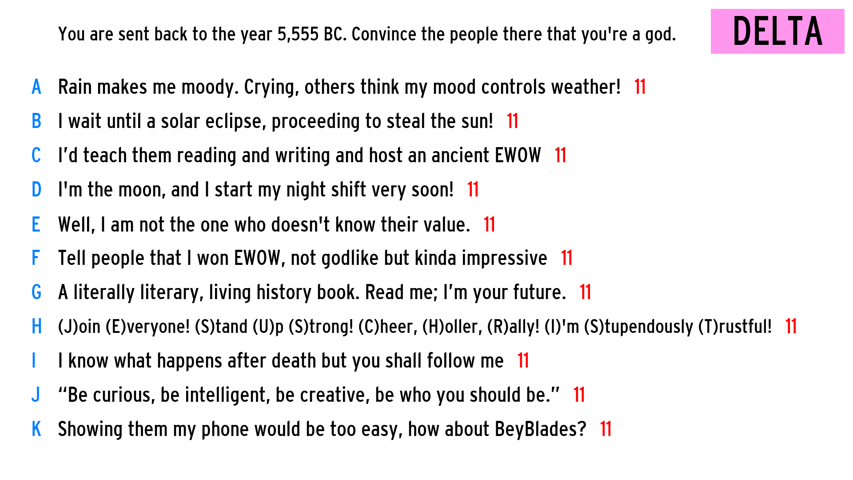 You are sent back to the year 5,555 BC. Convince the people there that you're a god.
DELTA
A Rain makes me moody. Crying, others think my mood controls weather! 11
B I wait until a solar eclipse, proceeding to steal the sun! 11
C I’d teach them reading and writing and host an ancient EWOW 11
D I'm the moon, and I start my night shift very soon! 11
E Well, I am not the one who doesn't know their value. 11
F Tell people that I won EWOW, not godlike but kinda impressive 11
G A literally literary, living history book. Read me; I’m your future. 11
H (J)oin (E)veryone! (S)tand (U)p (S)trong! (C)heer, (H)oller, (R)ally! (I)'m (S)tupendously (T)rustful! 11
I I know what happens after death but you shall follow me 11
J “Be curious, be intelligent, be creative, be who you should be.” 11
K Showing them my phone would be too easy, how about BeyBlades? 11